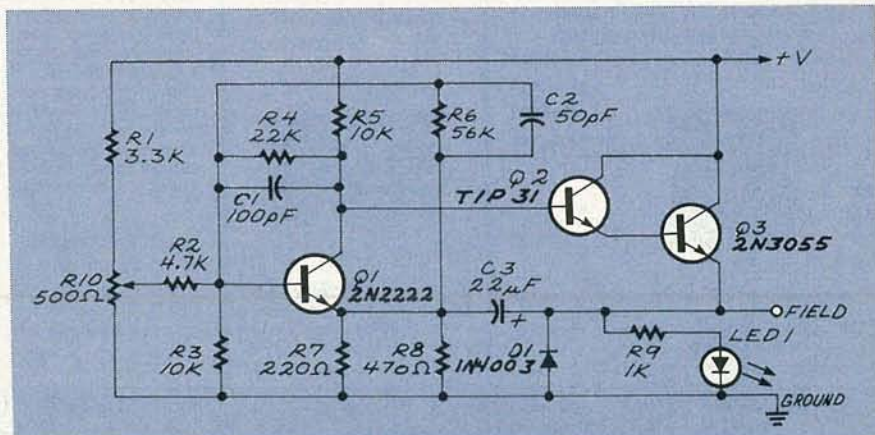 +V
R1
3.3K
R4
22K
R5
10K
R6
56K
C2
50pF
C1
100pF
Q2
TIP 31
Q3
2N3055
R2
4.7K
R10
500Ω
Q1
2N2222
C3
22µF
+
FIELD
R3
10K
R7
220Ω
R8
470Ω
D1
1N4003
R9
1K
LED1
GROUND